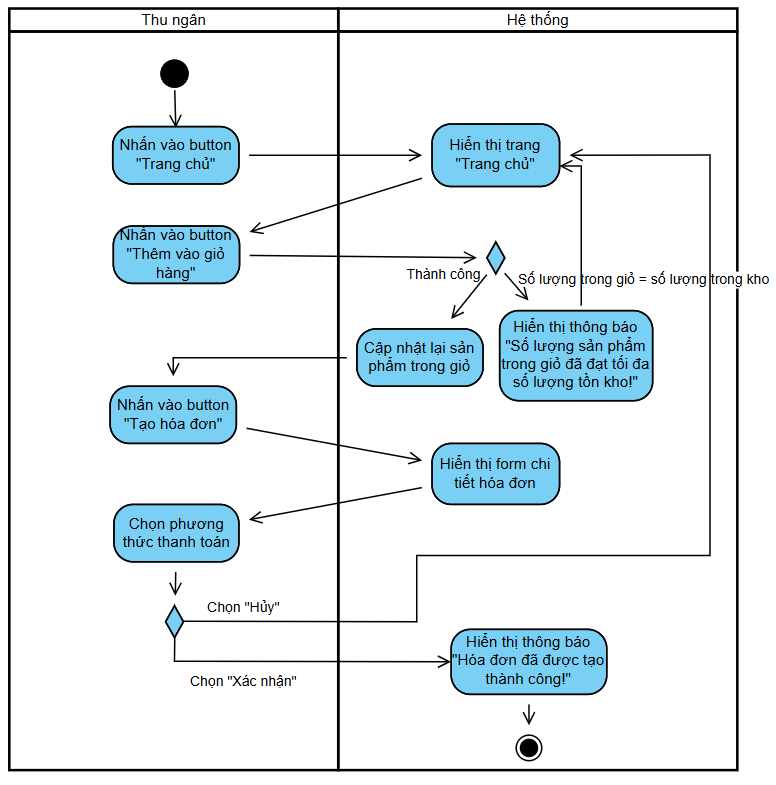 Thu ngân
Hệ thống
Nhấn vào button
"Trang chủ"
Hiển thị trang
"Trang chủ"
Nhấn vào button
"Thêm vào giỏ
hàng"
Thành công
Số lượng trong giỏ = số lượng trong kho
Cập nhật lại sản
phẩm trong giỏ
Hiển thị thông báo
"Số lượng sản phẩm
trong giỏ đã đạt tối đa
số lượng tồn kho!"
Nhấn vào button
"Tạo hóa đơn"
Hiển thị form chi
tiết hóa đơn
Chọn phương
thức thanh toán
Chọn "Hủy"
Chọn "Xác nhận"
Hiển thị thông báo
"Hóa đơn đã được tạo
thành công!"